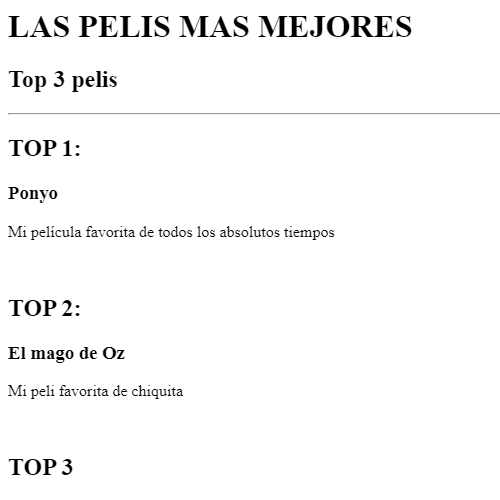 LAS PELIS MAS MEJORES
Top 3 pelis
TOP 1:
Ponyo
Mi película favorita de todos los absolutos tiempos
TOP 2:
El mago de Oz
Mi peli favorita de chiquita
TOP 3